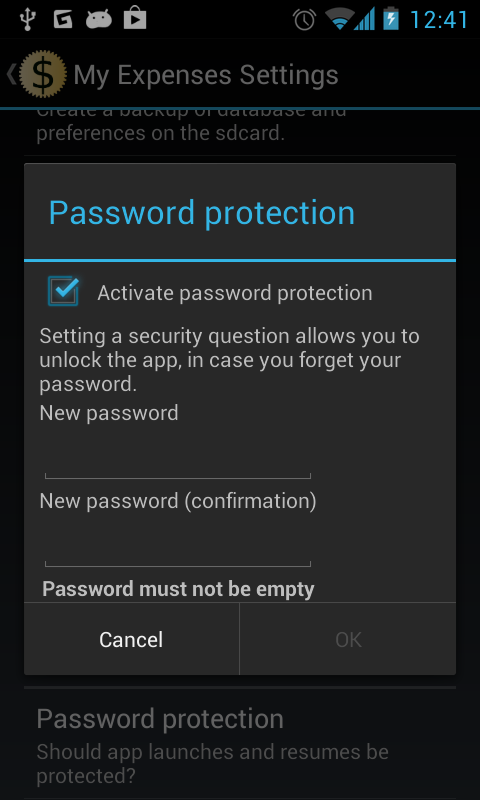 12:41
$ My Expenses Settings
Create a backup of database and
preferences on the sdcard.
Password protection
Activate password protection
Setting a security question allows you to
unlock the app, in case you forget your
password.
New password
New password (confirmation)
Password must not be empty
Cancel OK
Password protection
Should app launches and resumes be
protected?